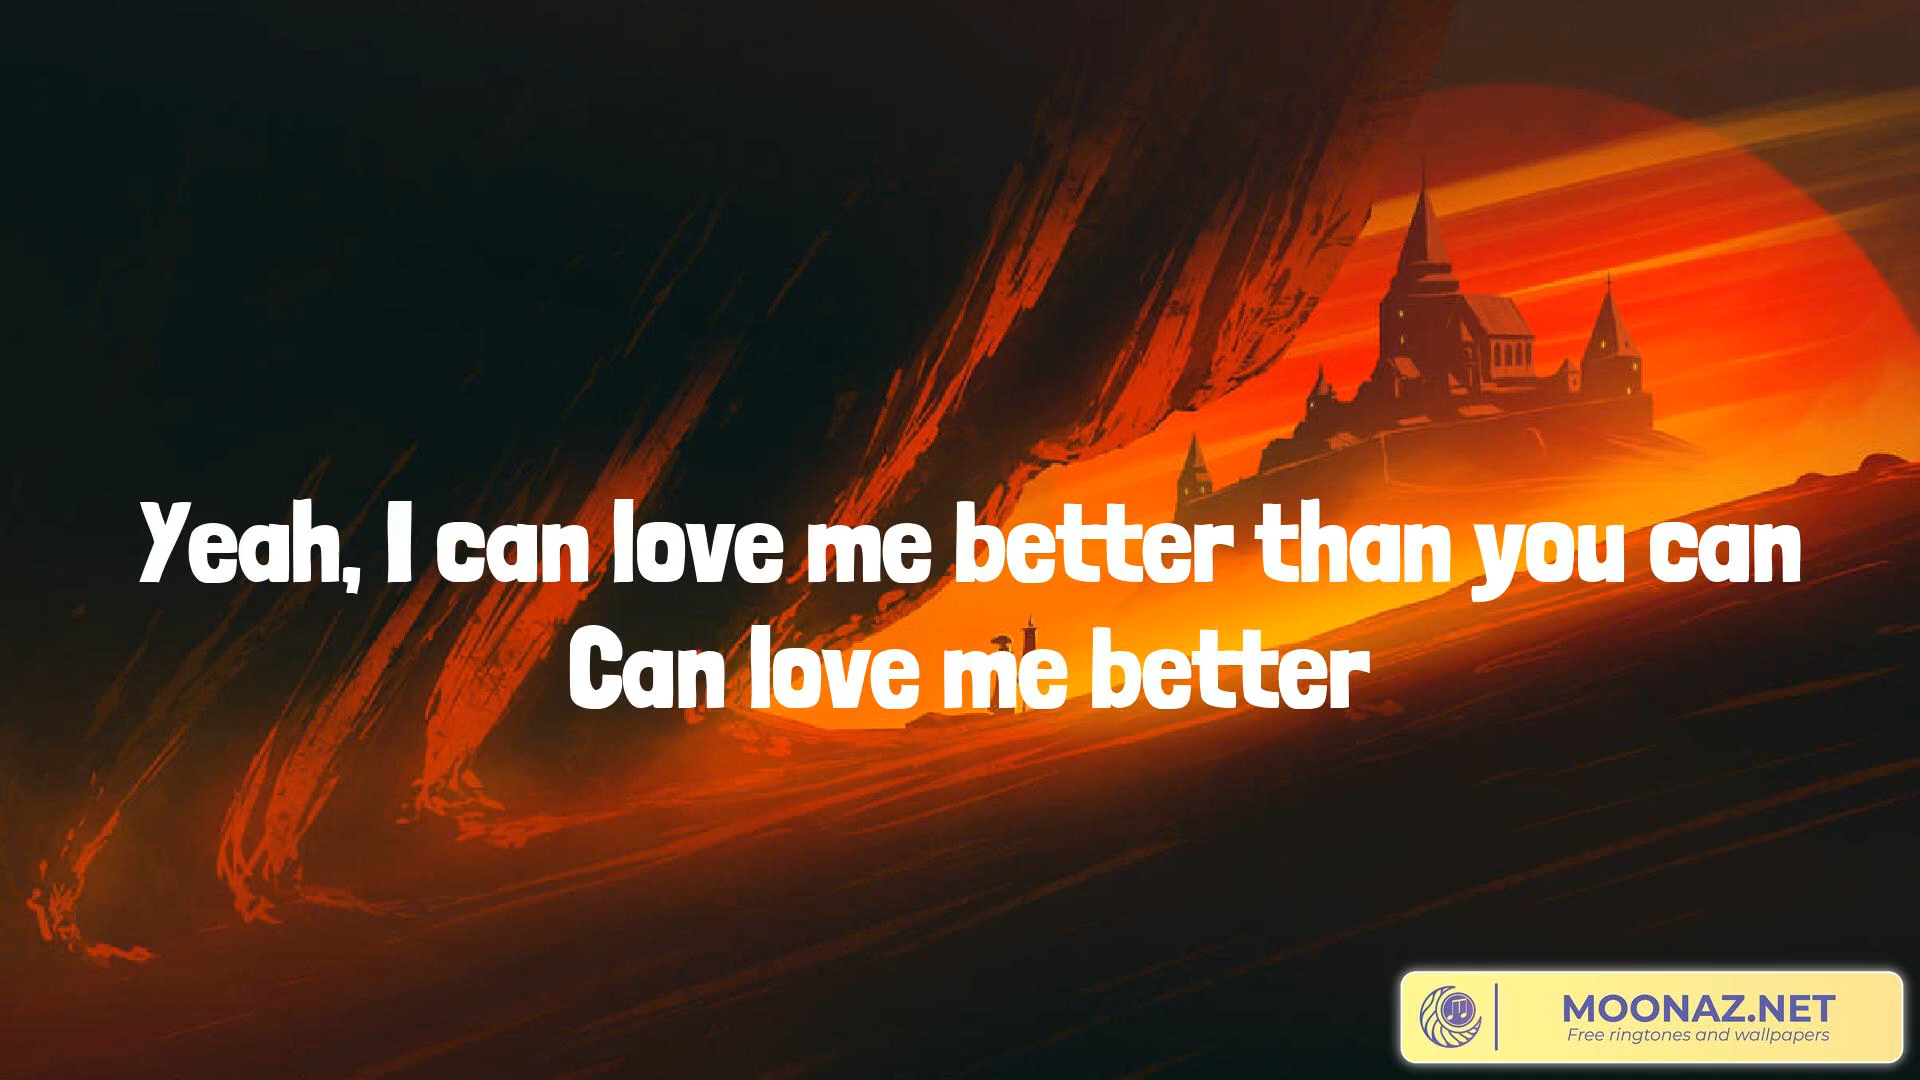 Yeah, I can love me better than you can
Can love me better
MOONAZ.NET
Free ringtones and wallpapers